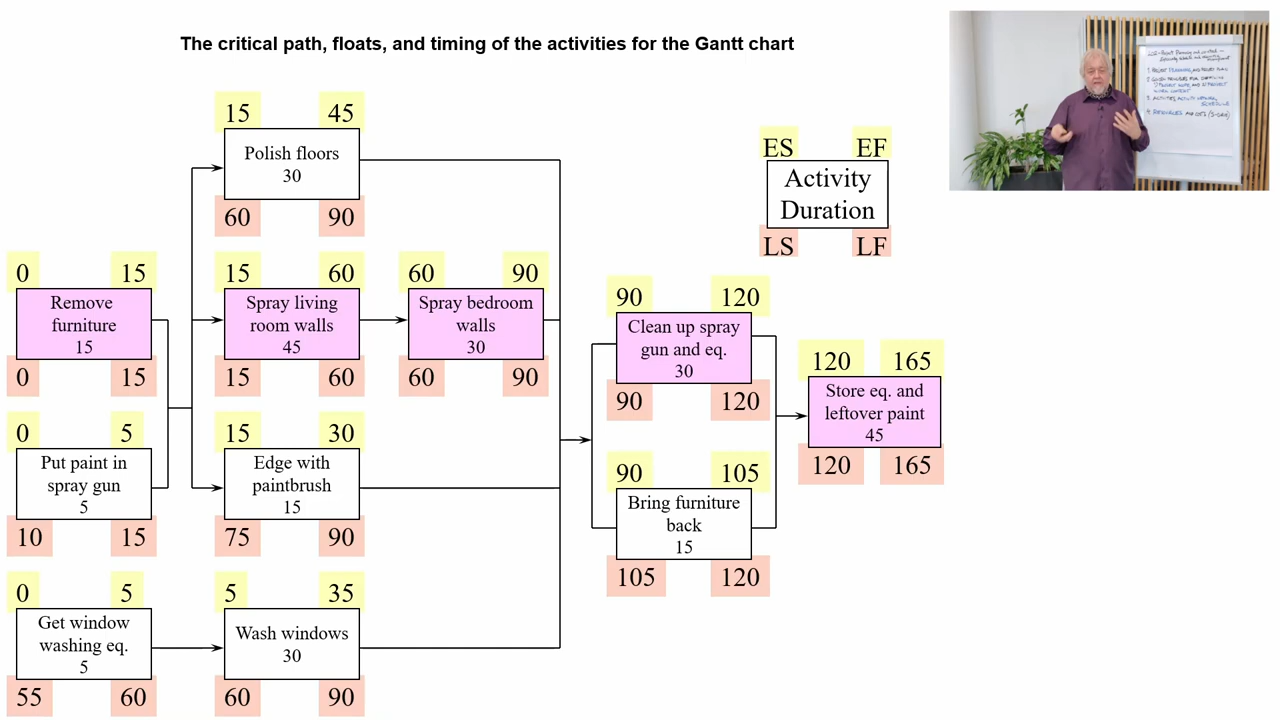 The critical path, floats, and timing of the activities for the Gantt chart
15 45
Polish floors
30
60 90
ES EF
Activity
Duration
LS LF
0 15
Remove
furniture
15
0 15
15 60
Spray living
room walls
45
15 60
60 90
Spray bedroom
walls
30
60 90
90 120
Clean up spray
gun and eq.
30
90 120
120 165
Store eq. and
leftover paint
45
120 165
0 5
Put paint in
spray gun
5
10 15
15 30
Edge with
paintbrush
15
75 90
90 105
Bring furniture
back
15
105 120
0 5
Get window
washing eq.
5
55 60
5 35
Wash windows
30
60 90